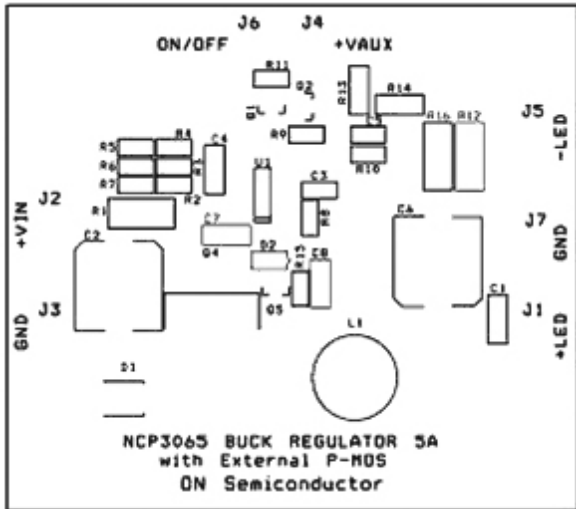 J6 J4
ON/OFF +VAUX
R11
Q2
R13
R14
Q1
J5
R16 R12
R9
-LED
R5 R4 C4
R10
R6
U1
R7 R2
C3
J2
R1
R8
+VIN
C7
C6
J7
C2
Q4
GND
D2
R15 C8
C1
J3
Q5
J1
GND
L1
+LED
D1
NCP3065 BUCK REGULATOR 5A
with External P-MOS
ON Semiconductor